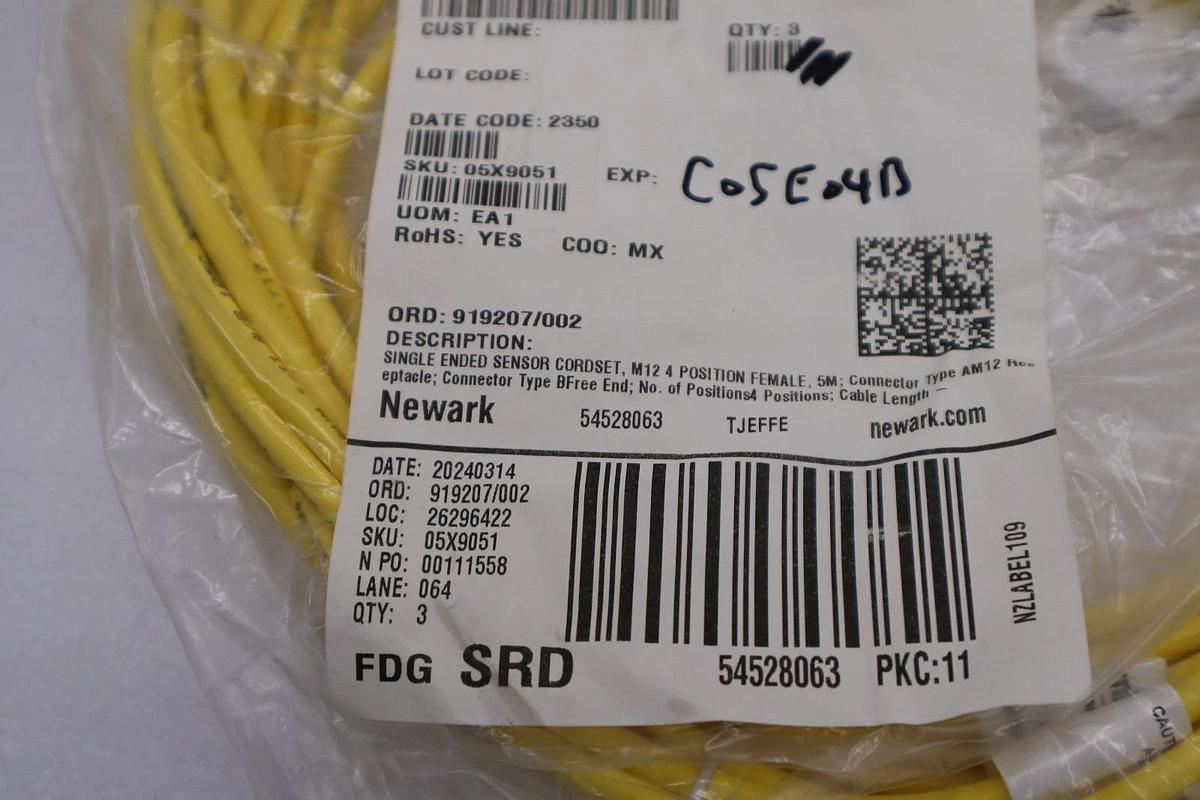 CUST LINE:
QTY: 3
LOT CODE:
DATE CODE: 2350
SKU: 05X9051
EXP: C05E04B
UOM: EA1
RoHS: YES COO: MX
ORD: 919207/002
DESCRIPTION:
SINGLE ENDED SENSOR CORDSET, M12 4 POSITION FEMALE, 5M; Connector Type AM12 Rec
eptacle; Connector Type BFree End; No. of Positions4 Positions; Cable Length
Newark 54528063 TJEFFE newark.com
DATE: 20240314
ORD: 919207/002
LOC: 26296422
SKU: 05X9051
N PO: 00111558
LANE: 064
QTY: 3
NZLABEL109
FDG SRD 54528063 PKC:11
CAUTI